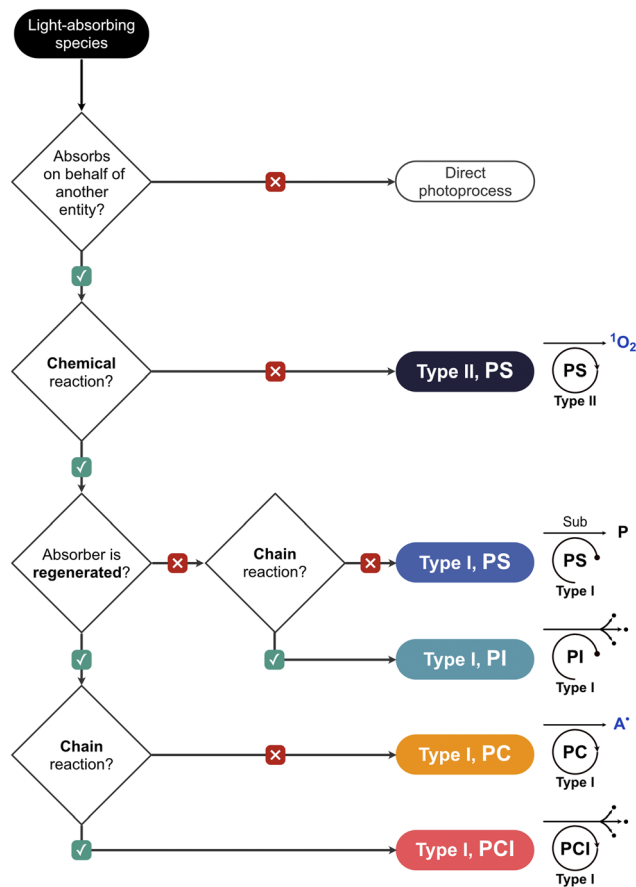 Light-absorbing
species
Absorbs
on behalf of
another
entity?
Direct
photoprocess
Chemical
reaction?
Type II, PS
¹O₂
PS
Type II
Absorber is
regenerated?
Chain
reaction?
Type I, PS
Sub
P
PS
Type I
Type I, PI
PI
Type I
Chain
reaction?
Type I, PC
A•
PC
Type I
Type I, PCI
PCI
Type I